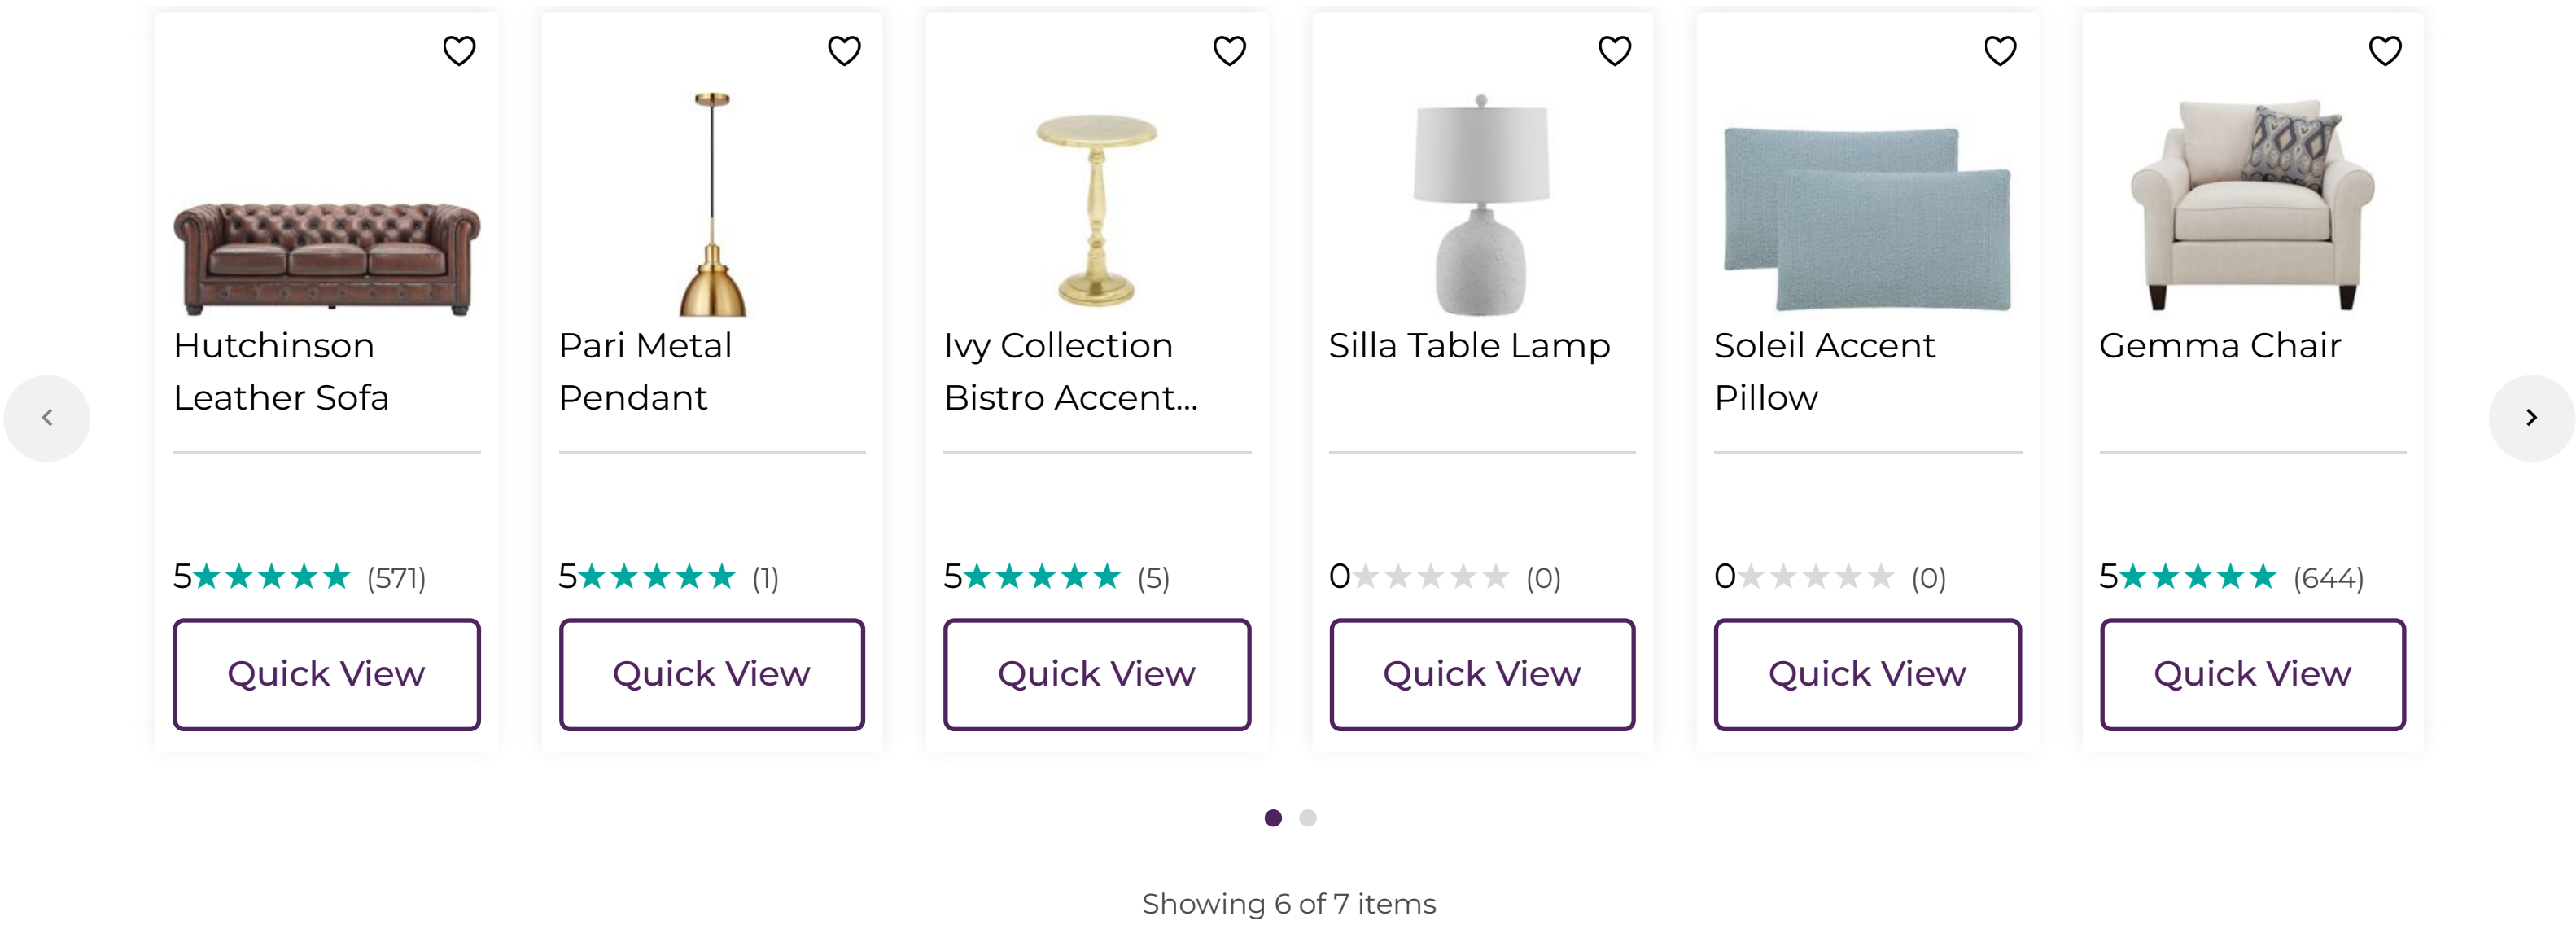 Hutchinson
Leather Sofa
5 (571)
Quick View
Pari Metal
Pendant
5 (1)
Quick View
Ivy Collection
Bistro Accent...
5 (5)
Quick View
Silla Table Lamp
0 (0)
Quick View
Soleil Accent
Pillow
0 (0)
Quick View
Gemma Chair
5 (644)
Quick View
Showing 6 of 7 items